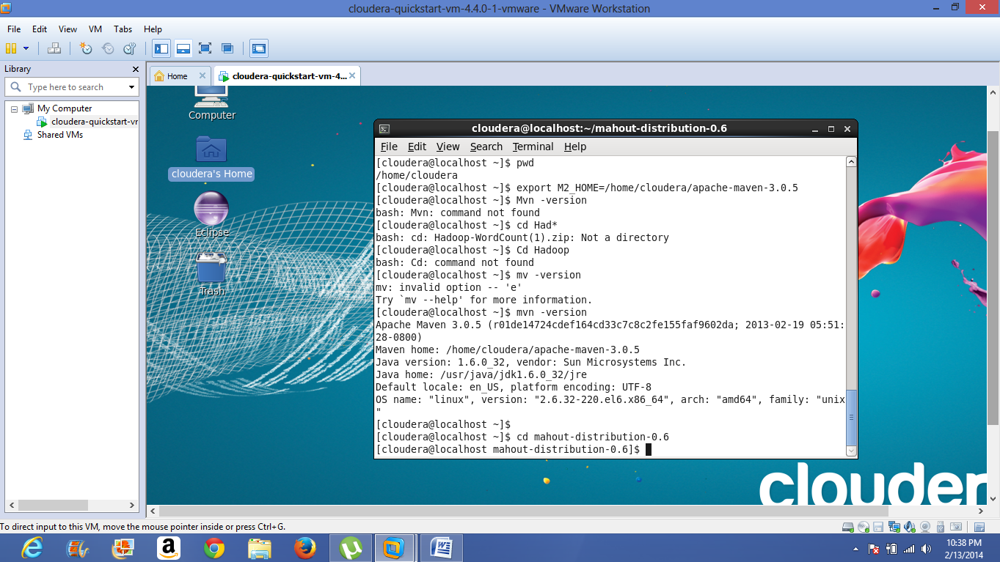 cloudera-quickstart-vm-4.4.0-1-vmware - VMware Workstation
File Edit View VM Tabs Help
Library
Type here to search
My Computer
cloudera-quickstart-vr
Shared VMs
Home
cloudera-quickstart-vm-4...
Computer
cloudera's Home
Eclipse
Trash
cloudera@localhost:~/mahout-distribution-0.6
File Edit View Search Terminal Help
[cloudera@localhost ~]$ pwd
/home/cloudera
[cloudera@localhost ~]$ export M2_HOME=/home/cloudera/apache-maven-3.0.5
[cloudera@localhost ~]$ Mvn -version
bash: Mvn: command not found
[cloudera@localhost ~]$ cd Had*
bash: cd: Hadoop-WordCount(1).zip: Not a directory
[cloudera@localhost ~]$ Cd Hadoop
bash: Cd: command not found
[cloudera@localhost ~]$ mv -version
mv: invalid option -- 'e'
Try `mv --help' for more information.
[cloudera@localhost ~]$ mvn -version
Apache Maven 3.0.5 (r01de14724cdef164cd33c7c8c2fe155faf9602da; 2013-02-19 05:51:
28-0800)
Maven home: /home/cloudera/apache-maven-3.0.5
Java version: 1.6.0_32, vendor: Sun Microsystems Inc.
Java home: /usr/java/jdk1.6.0_32/jre
Default locale: en_US, platform encoding: UTF-8
OS name: "linux", version: "2.6.32-220.el6.x86_64", arch: "amd64", family: "unix
"
[cloudera@localhost ~]$
[cloudera@localhost ~]$ cd mahout-distribution-0.6
[cloudera@localhost mahout-distribution-0.6]$
clouder
To direct input to this VM, move the mouse pointer inside or press Ctrl+G.
10:38 PM
2/13/2014